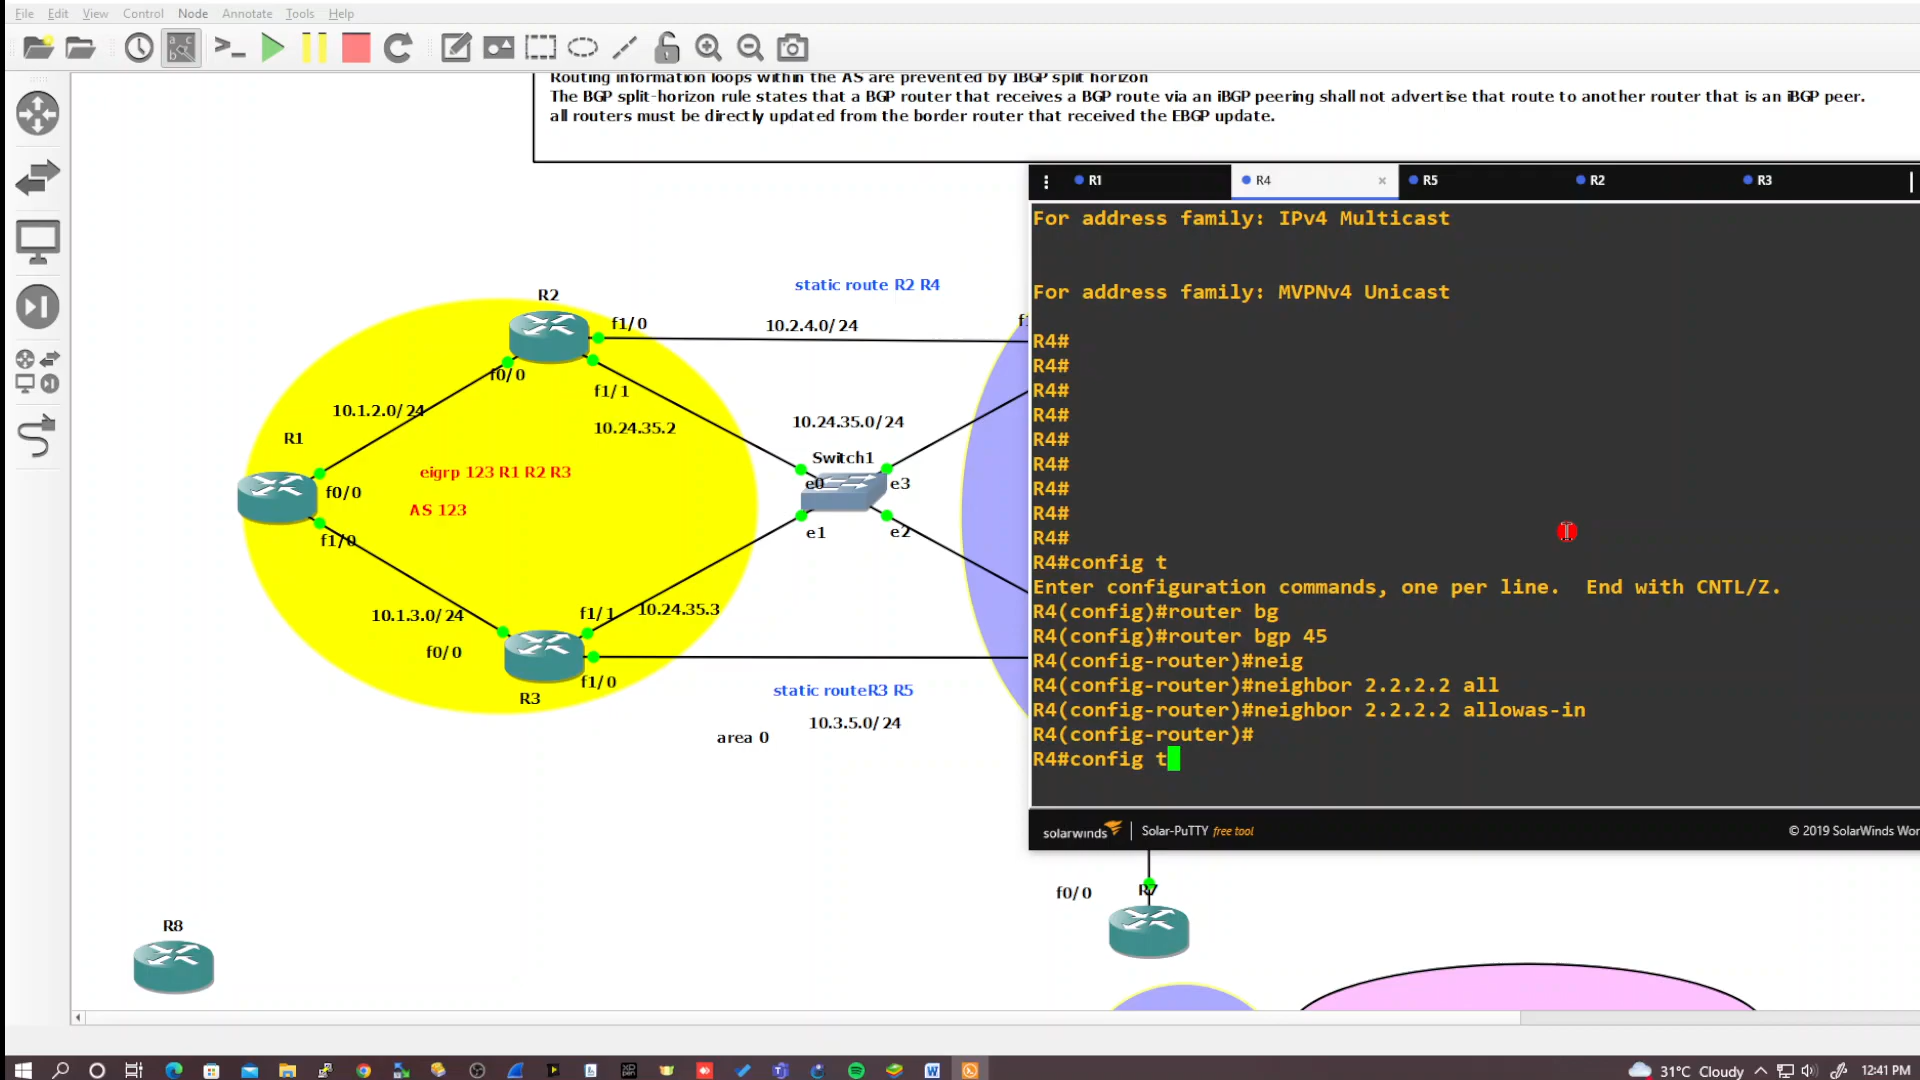 File Edit View Control Node Annotate Tools Help
Routing information loops within the AS are prevented by IBGP split horizon
The BGP split-horizon rule states that a BGP router that receives a BGP route via an iBGP peering shall not advertise that route to another router that is an iBGP peer.
all routers must be directly updated from the border router that received the EBGP update.
R1 R4 × R5 R2 R3
For address family: IPv4 Multicast
For address family: MVPNv4 Unicast
R4#
R4#
R4#
R4#
R4#
R4#
R4#
R4#
R4#
R4#config t
Enter configuration commands, one per line. End with CNTL/Z.
R4(config)#router bg
R4(config)#router bgp 45
R4(config-router)#neig
R4(config-router)#neighbor 2.2.2.2 all
R4(config-router)#neighbor 2.2.2.2 allowas-in
R4(config-router)#
R4#config t
solarwinds Solar-PuTTY free tool
© 2019 SolarWinds Wor
static route R2 R4
R2
f1/0
10.2.4.0/24
f0/0
f1/1
10.1.2.0/24
10.24.35.2
10.24.35.0/24
R1
Switch1
eigrp 123 R1 R2 R3
e0
e3
f0/0
AS 123
f1/0
e1
e2
10.1.3.0/24
f1/1
10.24.35.3
f0/0
f1/0
R3
static routeR3 R5
10.3.5.0/24
area 0
f0/0
R7
R8
31°C Cloudy
12:41 PM